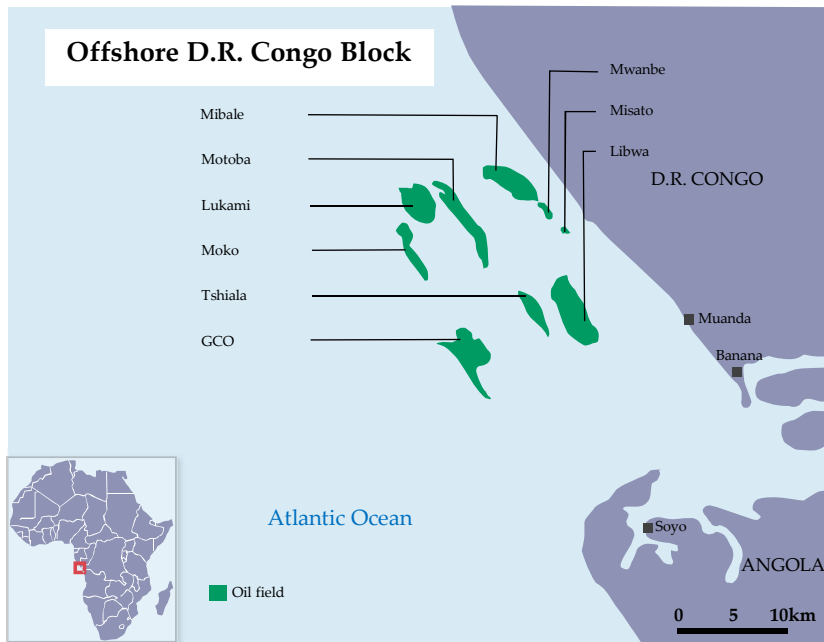 Offshore D.R. Congo Block
Mibale
Motoba
Lukami
Moko
Tshiala
GCO
Mwanbe
Misato
Libwa
D.R. CONGO
Muanda
Banana
Atlantic Ocean
Soyo
ANGOLA
Oil field
0 5 10km